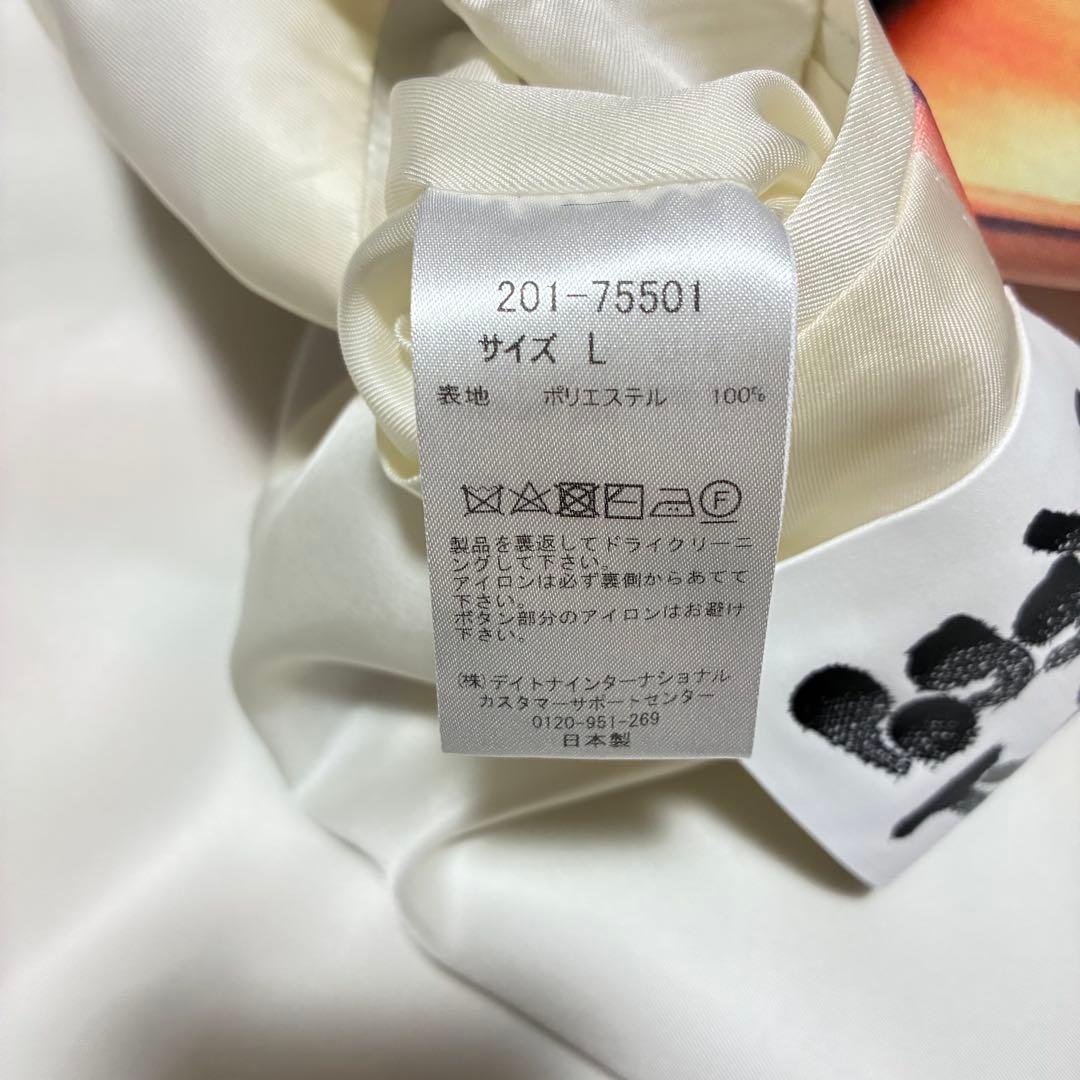 201-75501
サイズ L
表地 ポリエステル 100%
F
製品を裏返してドライクリーニ
ングして下さい。
アイロンは必ず裏側からあてて
下さい。
ボタン部分のアイロンはお避け
下さい。
(株)デイトナインターナショナル
カスタマーサポートセンター
0120-951-269
日本製